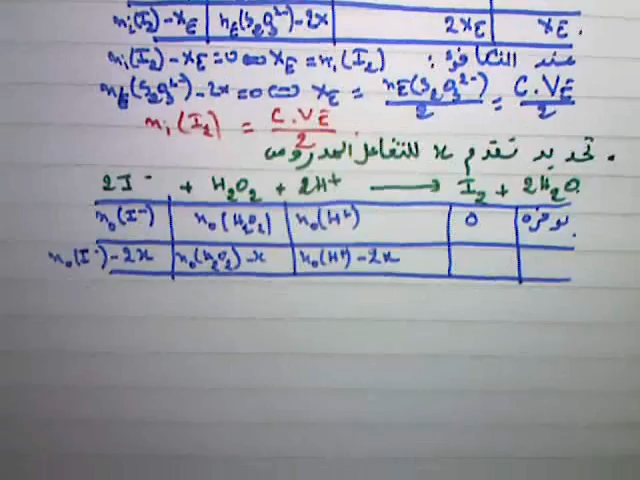 nᵢ(I₂) - x_E | n_E(S₂O₃²⁻) - 2x | 2x_E | x_E .
عند التكافؤ : nᵢ(I₂) - x_E = 0 ⇔ x_E = nᵢ(I₂)
n_E(S₂O₃²⁻) - 2x = 0 ⇔ x_E = n_E(S₂O₃²⁻)/2 = C.V_E/2
nᵢ(I₂) = C.V_E/2
. تحديد تقدم x للتفاعل المدروس
2I⁻ + H₂O₂ + 2H⁺ → I₂ + 2H₂O
n₀(I⁻) | n₀(H₂O₂) | n₀(H⁺) | 0 | بوفرة .
n₀(I⁻) - 2x | n₀(H₂O₂) - x | n₀(H⁺) - 2x